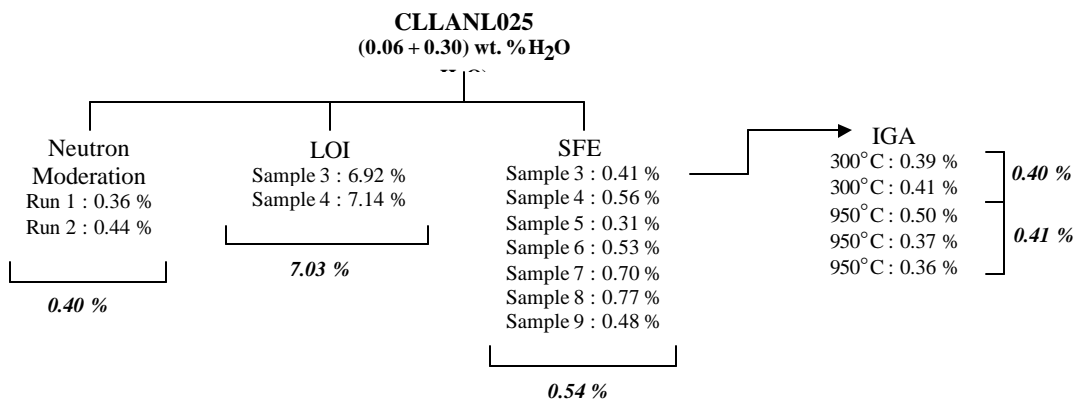 CLLANL025
(0.06 + 0.30) wt. %H2O
Neutron
Moderation
Run 1 : 0.36 %
Run 2 : 0.44 %
0.40 %
LOI
Sample 3 : 6.92 %
Sample 4 : 7.14 %
7.03 %
SFE
Sample 3 : 0.41 %
Sample 4 : 0.56 %
Sample 5 : 0.31 %
Sample 6 : 0.53 %
Sample 7 : 0.70 %
Sample 8 : 0.77 %
Sample 9 : 0.48 %
0.54 %
IGA
300°C : 0.39 %
300°C : 0.41 %
950°C : 0.50 %
950°C : 0.37 %
950°C : 0.36 %
0.40 %
0.41 %